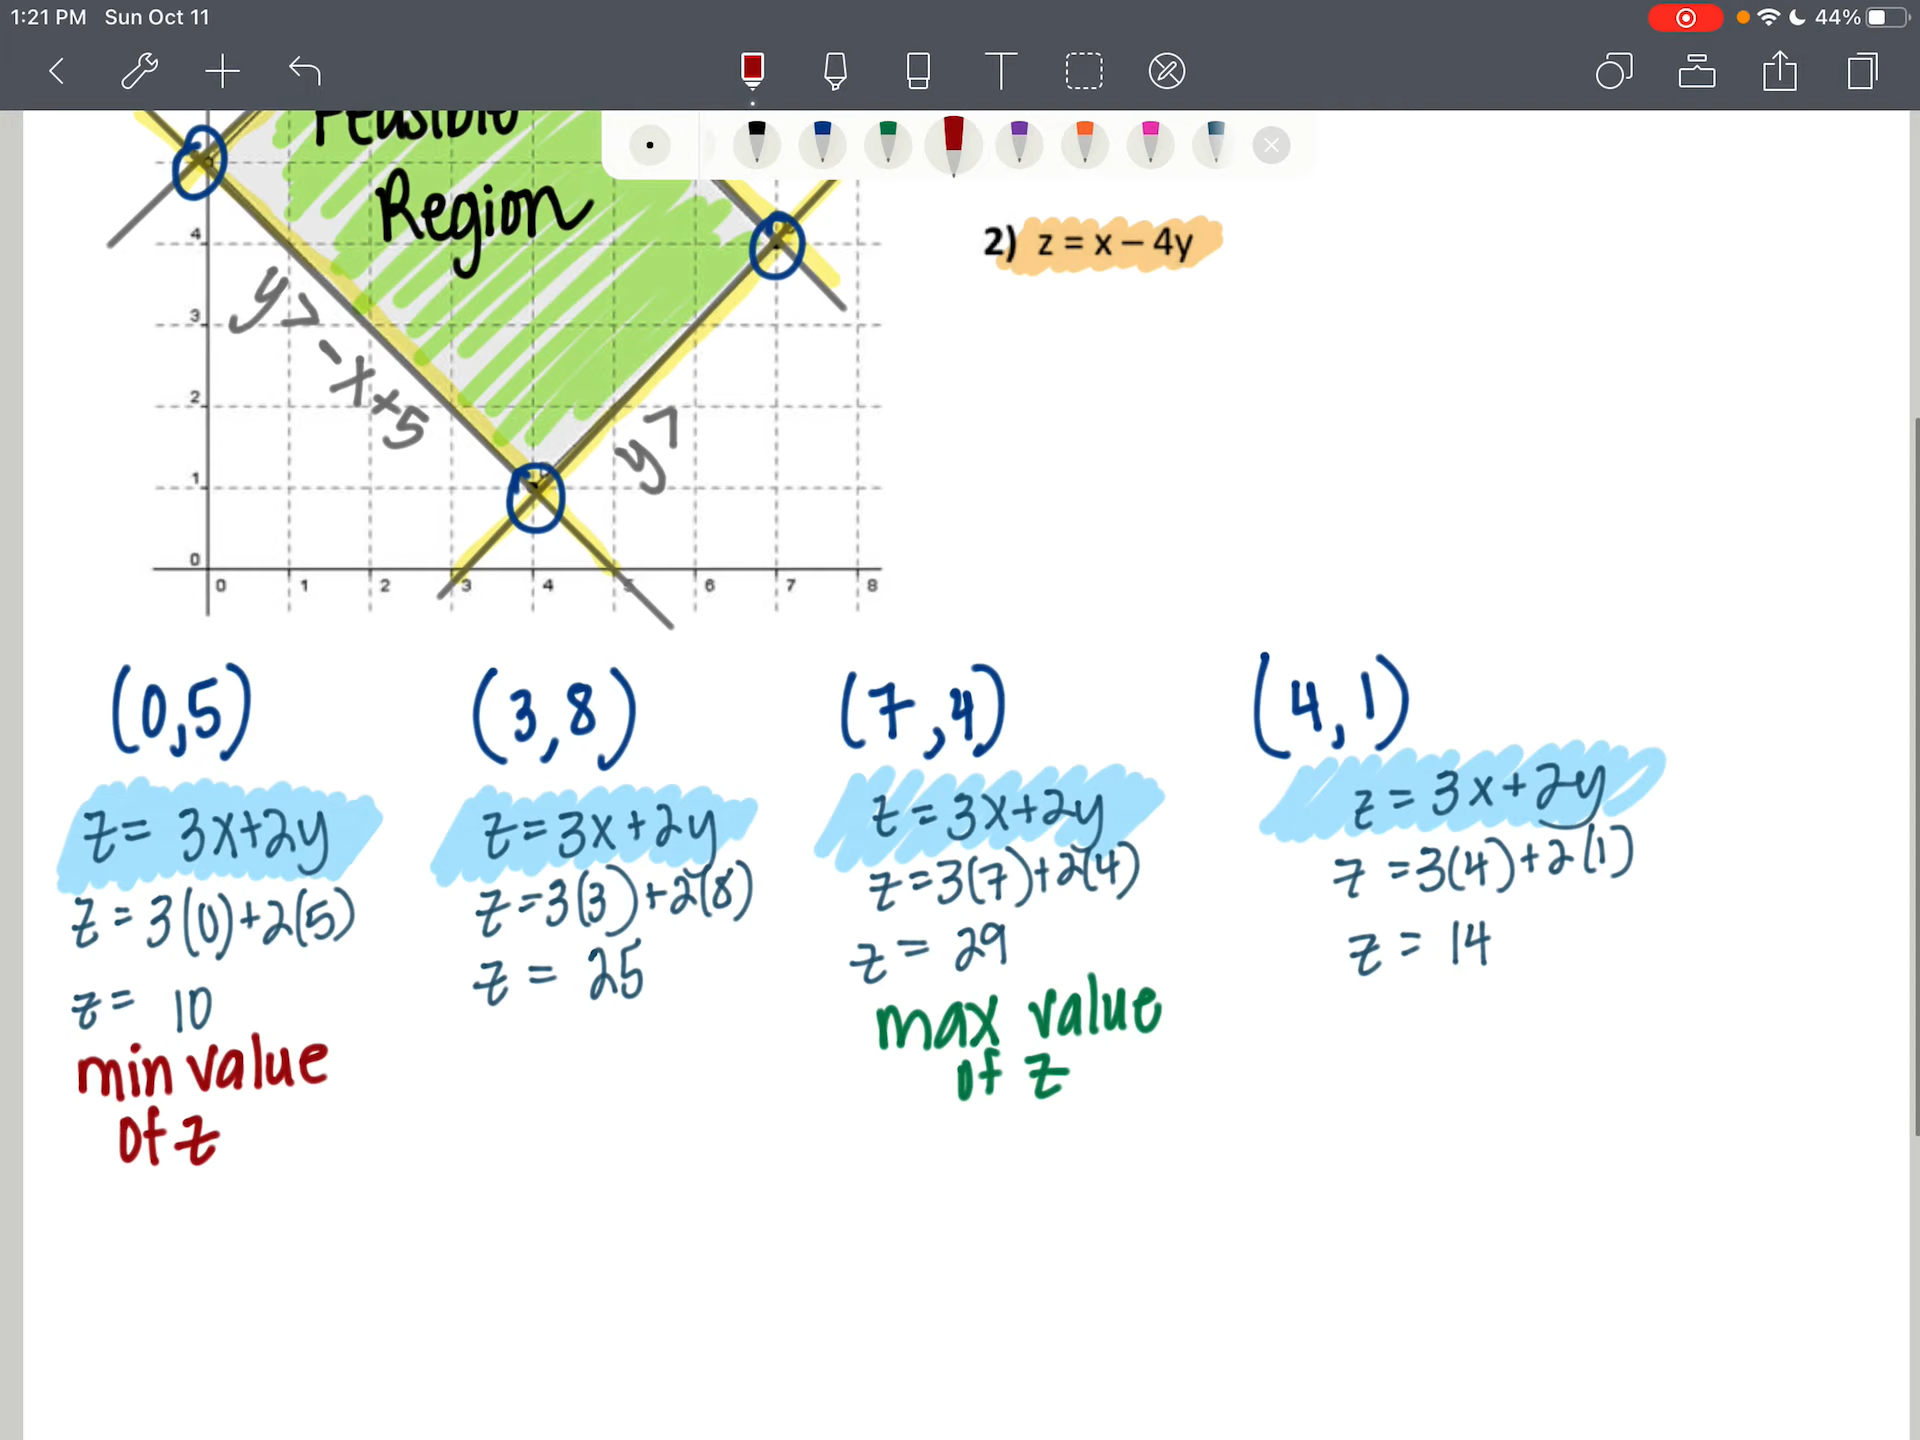 1:21 PM Sun Oct 11
44%
Feasible
Region
2) z = x – 4y
4
3
2
1
0
y>
-x+5
y>
0 1 2 3 4 5 6 7 8
(0,5)
z = 3x+2y
z = 3(0)+2(5)
z = 10
min value
of z
(3,8)
z=3x+2y
z=3(3)+2(8)
z = 25
(7,4)
z=3x+2y
z=3(7)+2(4)
z = 29
max value
of z
(4,1)
z = 3x+2y
z =3(4)+2(1)
z = 14